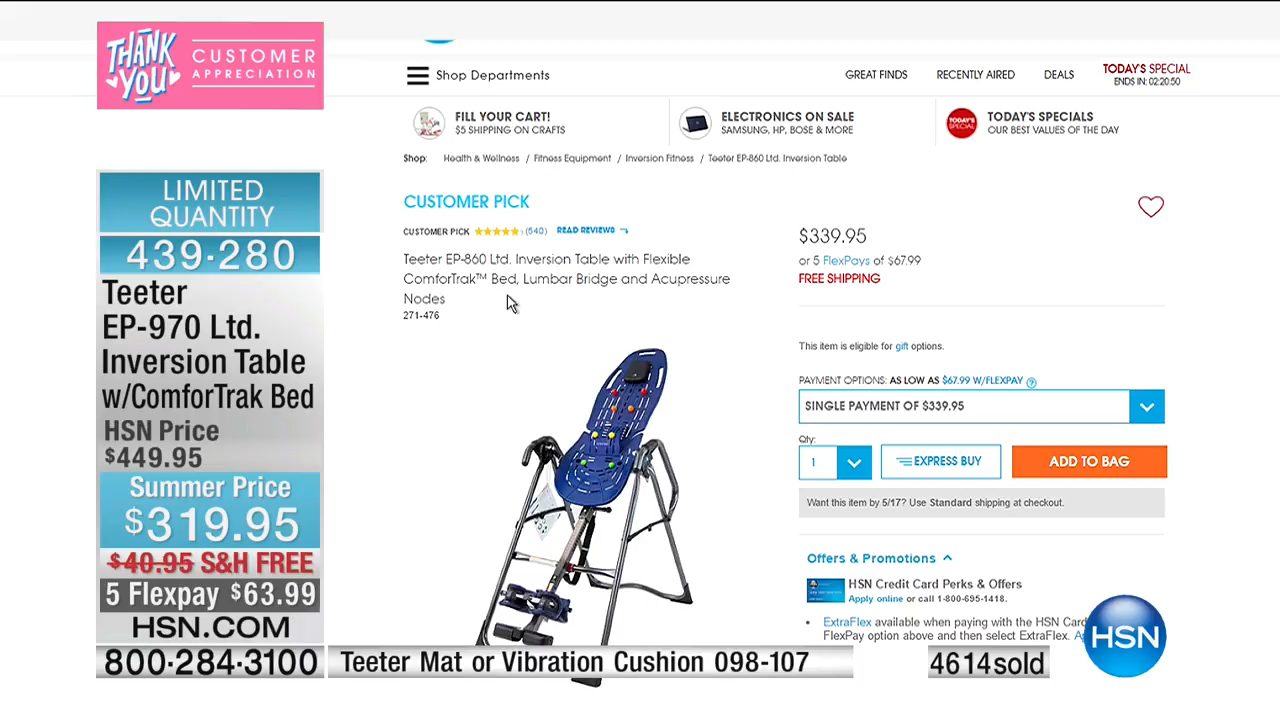 THANK
YOU
CUSTOMER
APPRECIATION
LIMITED
QUANTITY
439·280
Teeter
EP-970 Ltd.
Inversion Table
w/ComforTrak Bed
HSN Price
$449.95
Summer Price
$319.95
$40.95 S&H FREE
5 Flexpay $63.99
HSN.COM
800·284·3100
Teeter Mat or Vibration Cushion 098-107
4614sold
HSN
Shop Departments
GREAT FINDS
RECENTLY AIRED
DEALS
TODAY'S SPECIAL
ENDS IN: 02:20:50
FILL YOUR CART!
$5 SHIPPING ON CRAFTS
ELECTRONICS ON SALE
SAMSUNG, HP, BOSE & MORE
TODAY'S SPECIAL
TODAY'S SPECIALS
OUR BEST VALUES OF THE DAY
Shop: Health & Wellness / Fitness Equipment / Inversion Fitness / Teeter EP-860 Ltd. Inversion Table
CUSTOMER PICK
CUSTOMER PICK (540) READ REVIEWS
Teeter EP-860 Ltd. Inversion Table with Flexible
ComforTrak™ Bed, Lumbar Bridge and Acupressure
Nodes
271-476
$339.95
or 5 FlexPays of $67.99
FREE SHIPPING
This item is eligible for gift options.
PAYMENT OPTIONS: AS LOW AS $67.99 W/FLEXPAY ?
SINGLE PAYMENT OF $339.95
Qty:
1
EXPRESS BUY
ADD TO BAG
Want this item by 5/17? Use Standard shipping at checkout.
Offers & Promotions
HSN Credit Card Perks & Offers
Apply online or call 1-800-695-1418.
• ExtraFlex available when paying with the HSN Card
FlexPay option above and then select ExtraFlex.